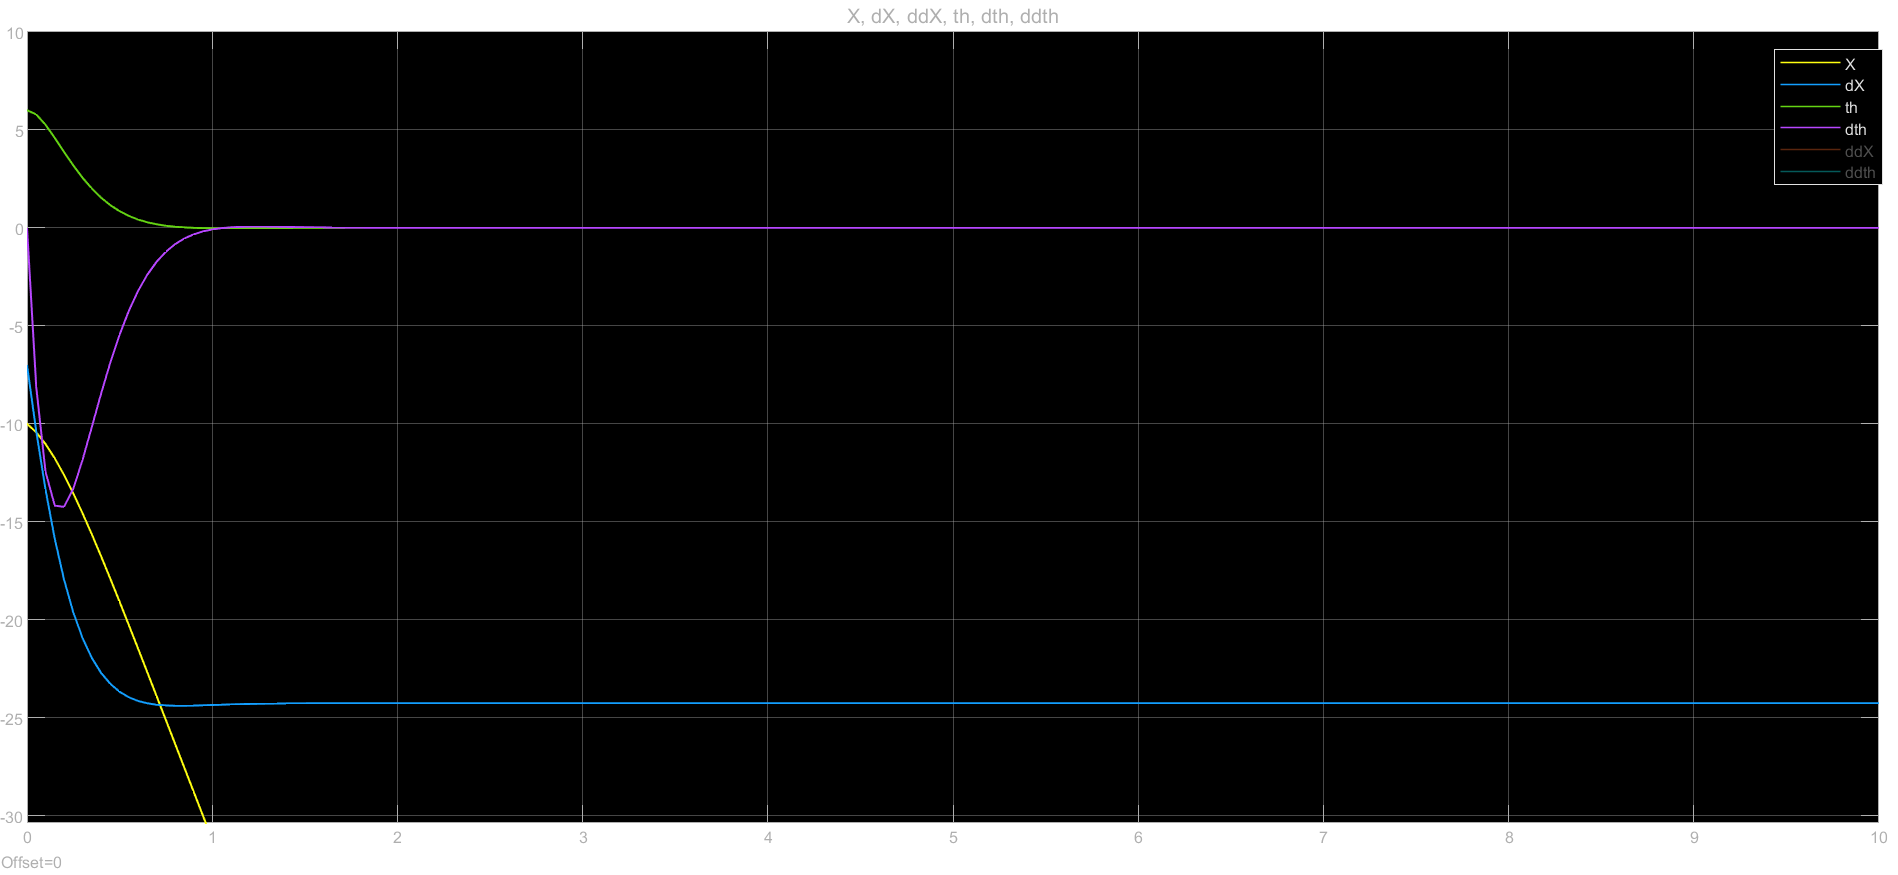 X, dX, ddX, th, dth, ddth
10
5
0
-5
-10
-15
-20
-25
-30
X
dX
th
dth
ddX
ddth
0 1 2 3 4 5 6 7 8 9 10
Offset=0